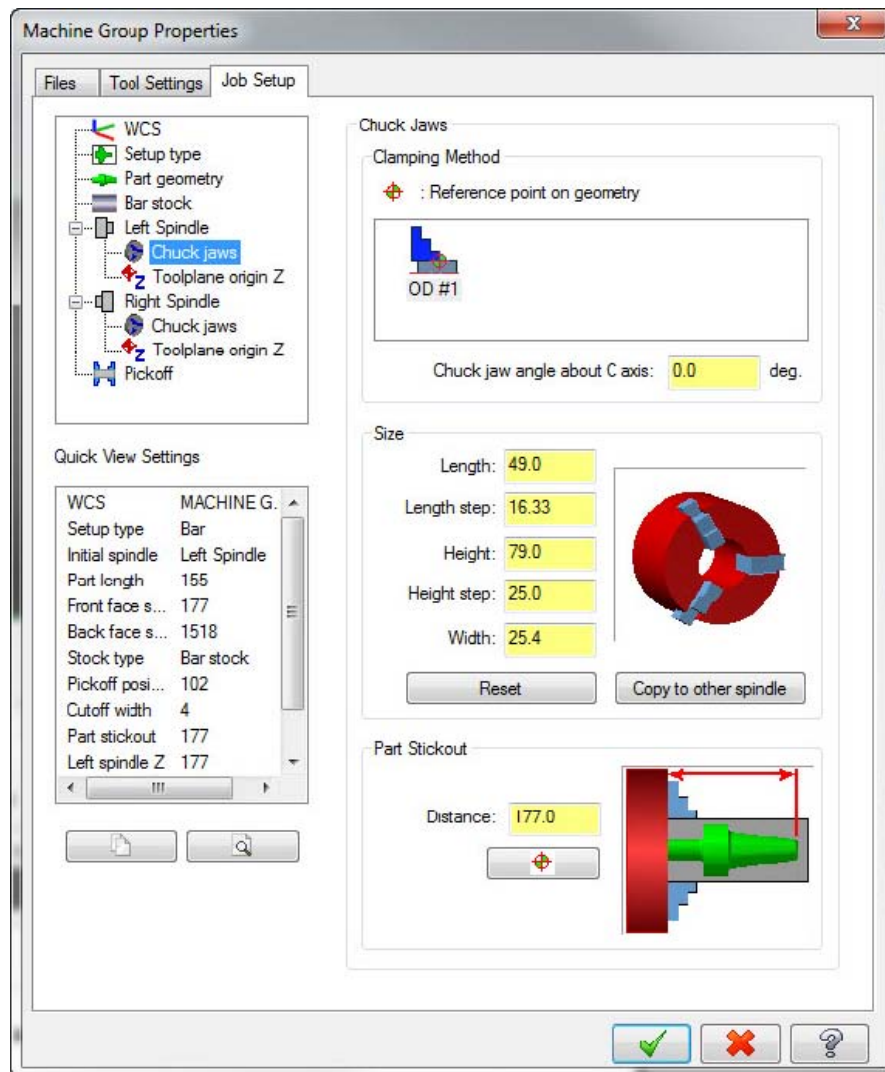 Machine Group Properties
Files Tool Settings Job Setup
WCS
Setup type
Part geometry
Bar stock
Left Spindle
Chuck jaws
Toolplane origin Z
Right Spindle
Chuck jaws
Toolplane origin Z
Pickoff
Quick View Settings
WCS MACHINE G.
Setup type Bar
Initial spindle Left Spindle
Part length 155
Front face s... 177
Back face s... 1518
Stock type Bar stock
Pickoff posi... 102
Cutoff width 4
Part stickout 177
Left spindle Z 177
Chuck Jaws
Clamping Method
: Reference point on geometry
OD #1
Chuck jaw angle about C axis: 0.0 deg.
Size
Length: 49.0
Length step: 16.33
Height: 79.0
Height step: 25.0
Width: 25.4
Reset Copy to other spindle
Part Stickout
Distance: 177.0